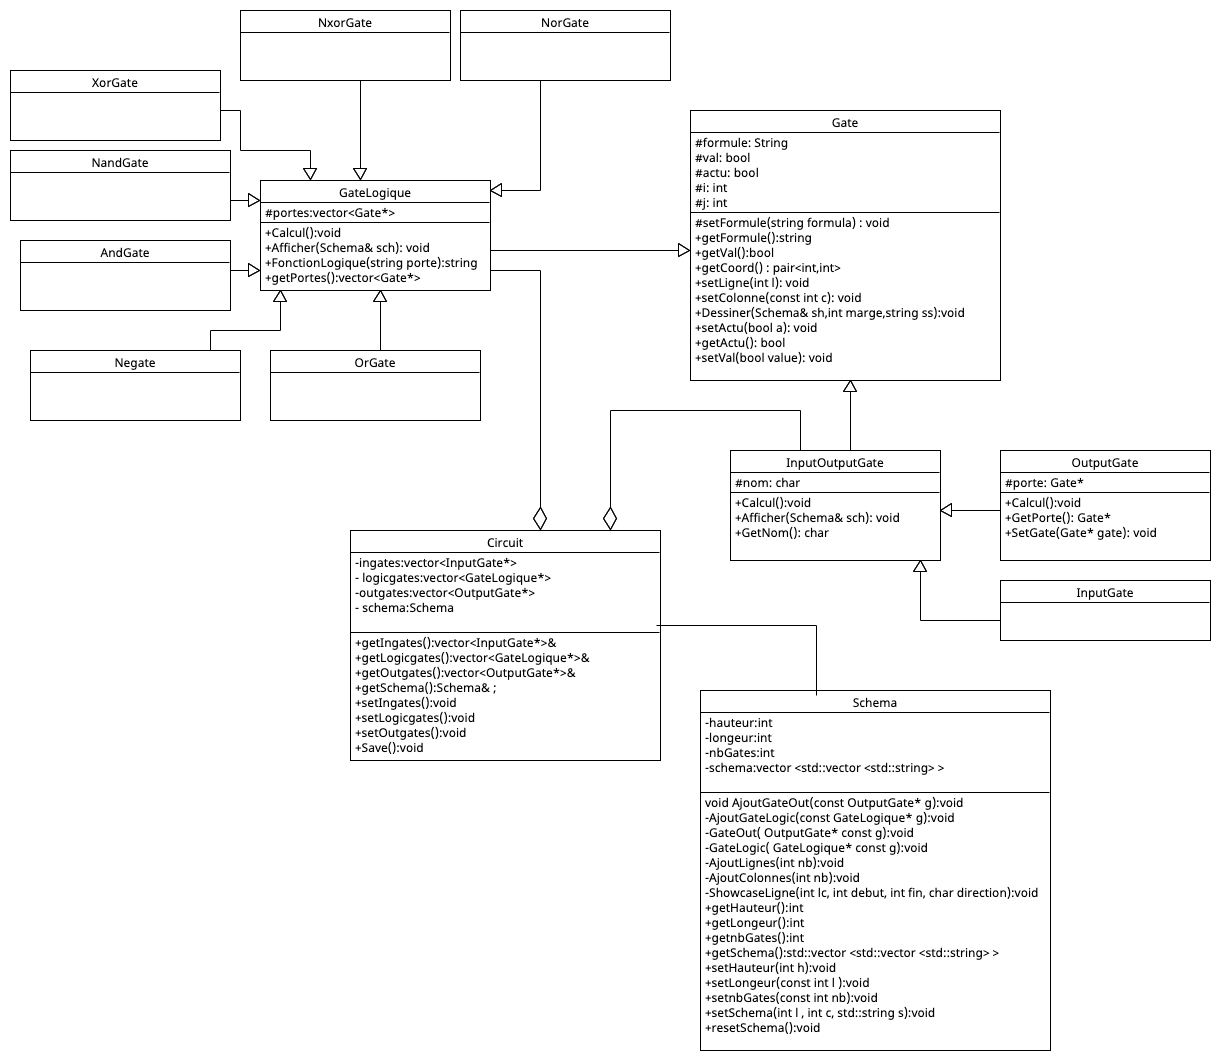 NxorGate
NorGate
XorGate
NandGate
AndGate
GateLogique
#portes:vector<Gate*>
+Calcul():void
+Afficher(Schema& sch): void
+FonctionLogique(string porte):string
+getPortes():vector<Gate*>
Negate
OrGate
Gate
#formule: String
#val: bool
#actu: bool
#i: int
#j: int
#setFormule(string formula) : void
+getFormule():string
+getVal():bool
+getCoord() : pair<int,int>
+setLigne(int l): void
+setColonne(const int c): void
+Dessiner(Schema& sh,int marge,string ss):void
+setActu(bool a): void
+getActu(): bool
+setVal(bool value): void
InputOutputGate
#nom: char
+Calcul():void
+Afficher(Schema& sch): void
+GetNom(): char
OutputGate
#porte: Gate*
+Calcul():void
+GetPorte(): Gate*
+SetGate(Gate* gate): void
InputGate
Circuit
-ingates:vector<InputGate*>
- logicgates:vector<GateLogique*>
-outgates:vector<OutputGate*>
- schema:Schema
+getIngates():vector<InputGate*>&
+getLogicgates():vector<GateLogique*>&
+getOutgates():vector<OutputGate*>&
+getSchema():Schema& ;
+setIngates():void
+setLogicgates():void
+setOutgates():void
+Save():void
Schema
-hauteur:int
-longeur:int
-nbGates:int
-schema:vector <std::vector <std::string> >
void AjoutGateOut(const OutputGate* g):void
-AjoutGateLogic(const GateLogique* g):void
-GateOut( OutputGate* const g):void
-GateLogic( GateLogique* const g):void
-AjoutLignes(int nb):void
-AjoutColonnes(int nb):void
-ShowcaseLigne(int lc, int debut, int fin, char direction):void
+getHauteur():int
+getLongeur():int
+getnbGates():int
+getSchema():std::vector <std::vector <std::string> >
+setHauteur(int h):void
+setLongeur(const int l ):void
+setnbGates(const int nb):void
+setSchema(int l , int c, std::string s):void
+resetSchema():void